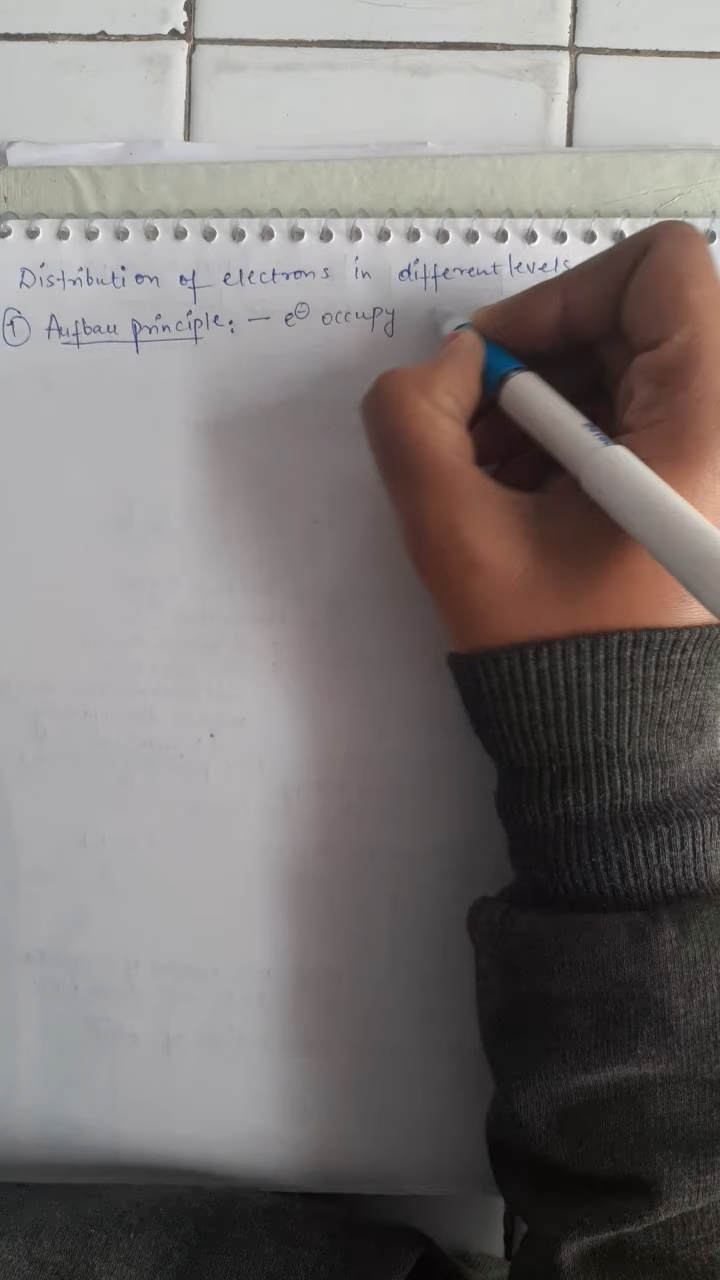 Distribution of electrons in different levels
① Aufbau principle: - e⊖ occupy